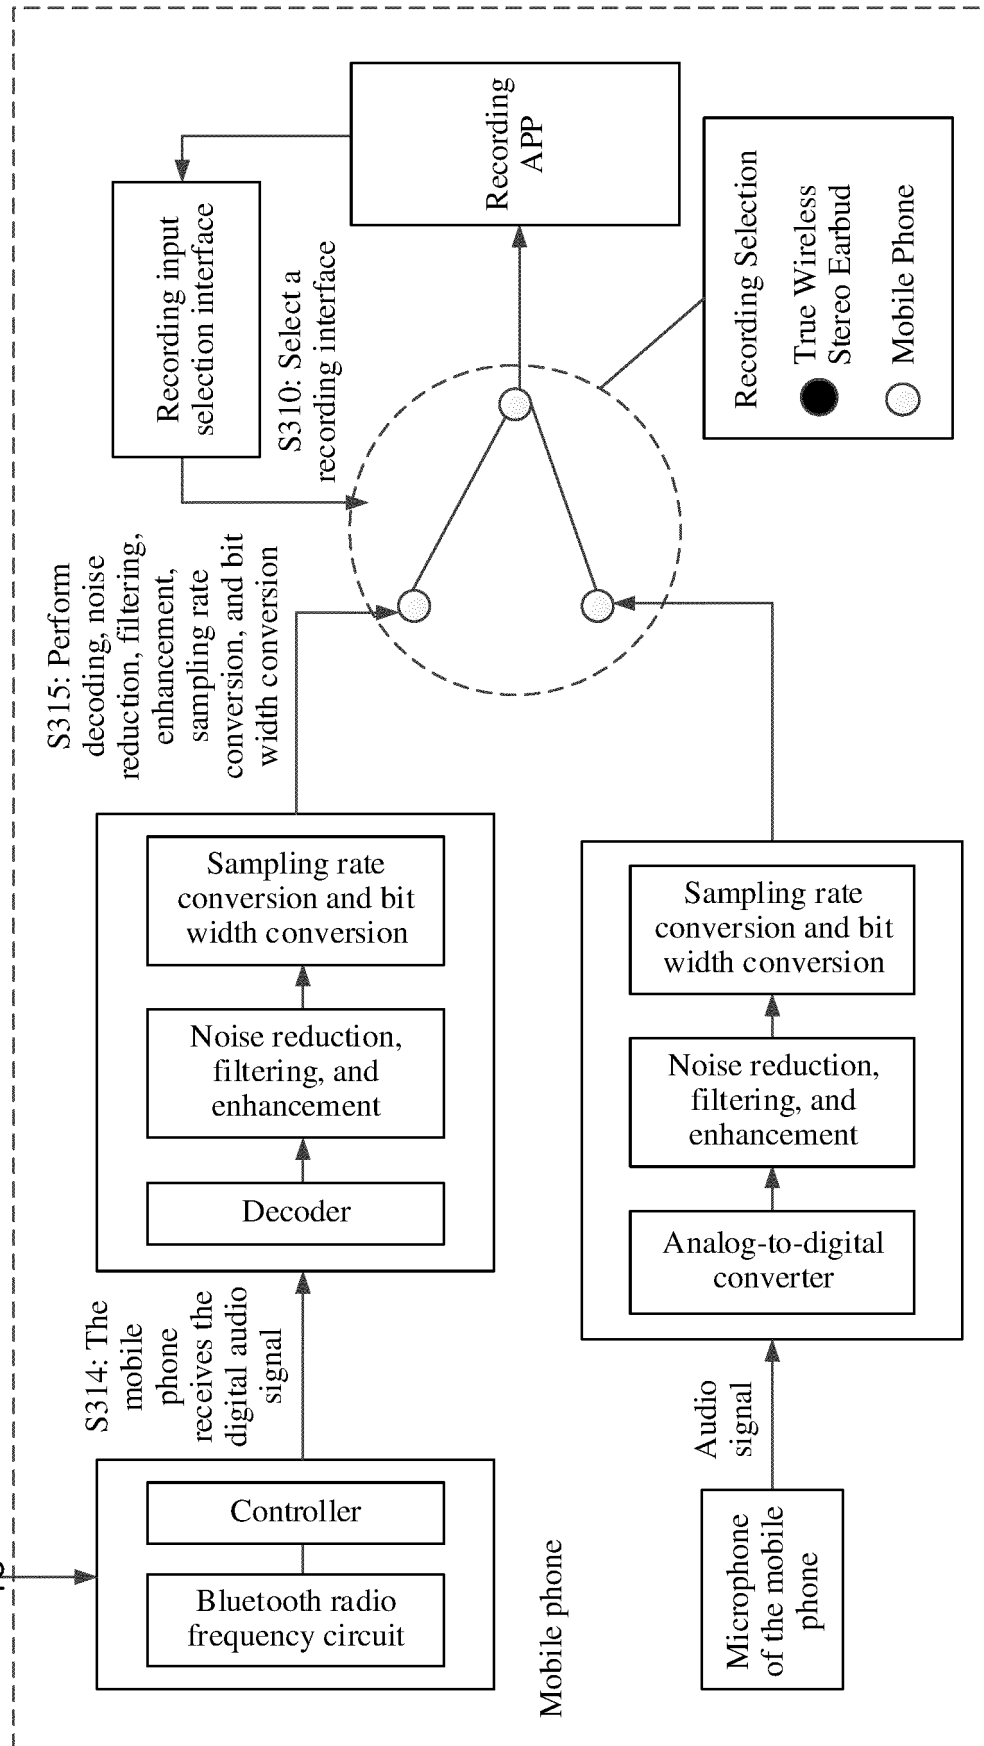 Recording
APP
Recording input
selection interface
S310: Select a
recording interface
Recording Selection
True Wireless
Stereo Earbud
Mobile Phone
S315: Perform
decoding, noise
reduction, filtering,
enhancement,
sampling rate
conversion, and bit
width conversion
Sampling rate
conversion and bit
width conversion
Noise reduction,
filtering, and
enhancement
Decoder
Sampling rate
conversion and bit
width conversion
Noise reduction,
filtering, and
enhancement
Analog-to-digital
converter
S314: The
mobile
phone
receives the
digital audio
signal
Audio
signal
Controller
Bluetooth radio
frequency circuit
Mobile phone
Microphone
of the mobile
phone